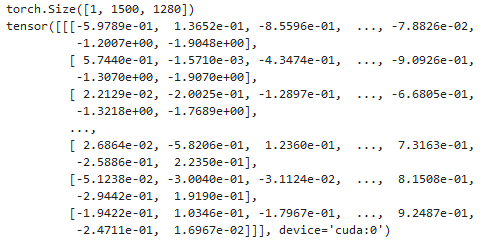 torch.Size([1, 1500, 1280])
tensor([[[-5.9789e-01,  1.3652e-01, -8.5596e-01,  ..., -7.8826e-02,
          -1.2007e+00, -1.9048e+00],
         [ 5.7440e-01, -1.5710e-03, -4.3474e-01,  ..., -9.0926e-01,
          -1.3070e+00, -1.9070e+00],
         [ 2.2129e-02, -2.0025e-01, -1.2897e-01,  ..., -6.6805e-01,
          -1.3218e+00, -1.7689e+00],
         ...,
         [ 2.6864e-02, -5.8206e-01,  1.2360e-01,  ...,  7.3163e-01,
          -2.5886e-01,  2.2350e-01],
         [-5.1238e-02, -3.0040e-01, -3.1124e-02,  ...,  8.1508e-01,
          -2.9442e-01,  1.9190e-01],
         [-1.9422e-01,  1.0346e-01, -1.7967e-01,  ...,  9.2487e-01,
          -2.4711e-01,  1.6967e-02]]], device='cuda:0')